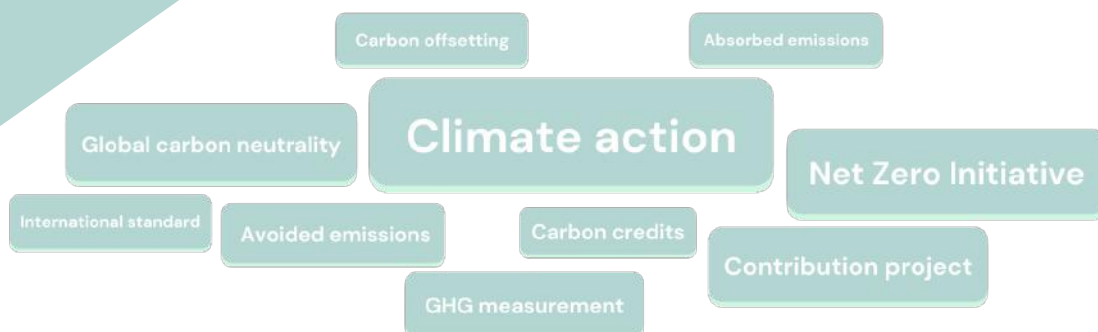 Carbon offsetting
Absorbed emissions
Climate action
Global carbon neutrality
Net Zero Initiative
International standard
Avoided emissions
Carbon credits
Contribution project
GHG measurement